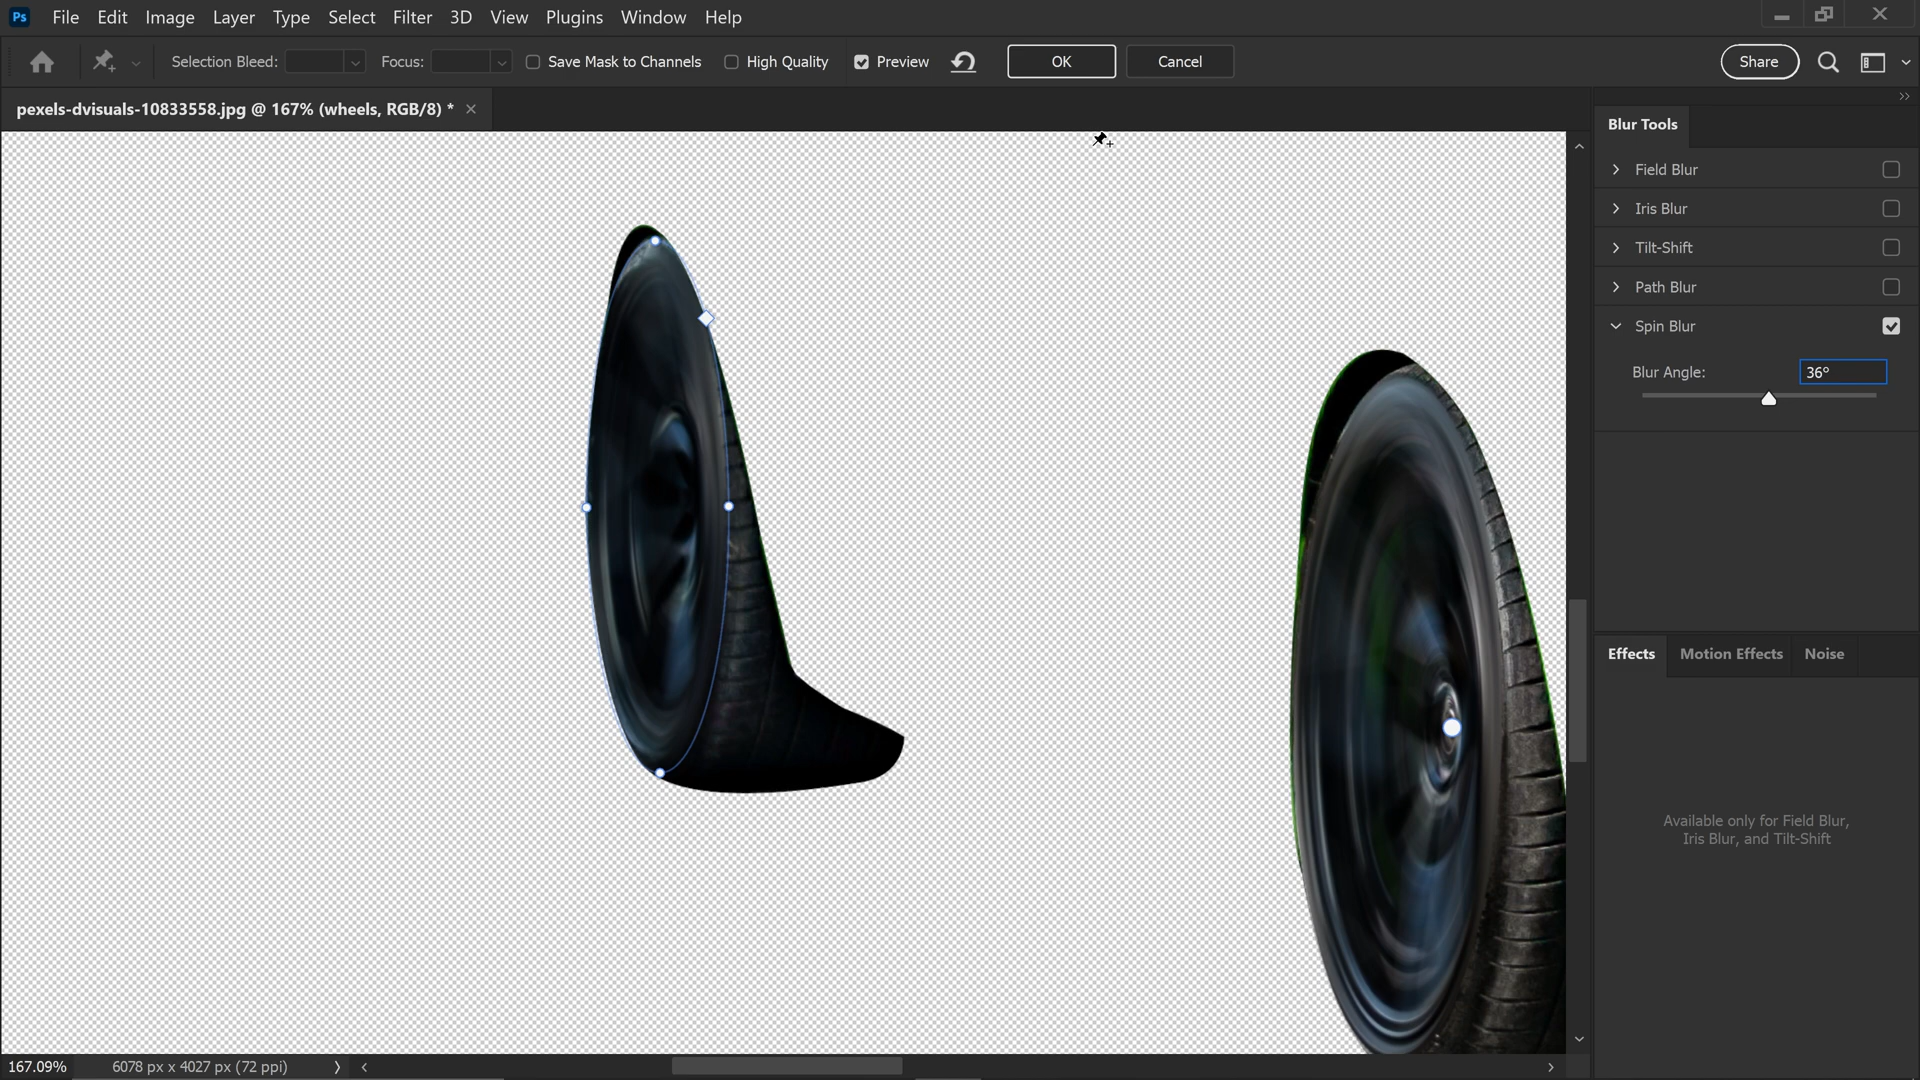 Ps File Edit Image Layer Type Select Filter 3D View Plugins Window Help
Selection Bleed: Focus: Save Mask to Channels High Quality Preview OK Cancel Share
pexels-dvisuals-10833558.jpg @ 167% (wheels, RGB/8) *
Blur Tools
Field Blur
Iris Blur
Tilt-Shift
Path Blur
Spin Blur
Blur Angle: 36°
Effects Motion Effects Noise
Available only for Field Blur,
Iris Blur, and Tilt-Shift
167.09% 6078 px x 4027 px (72 ppi)